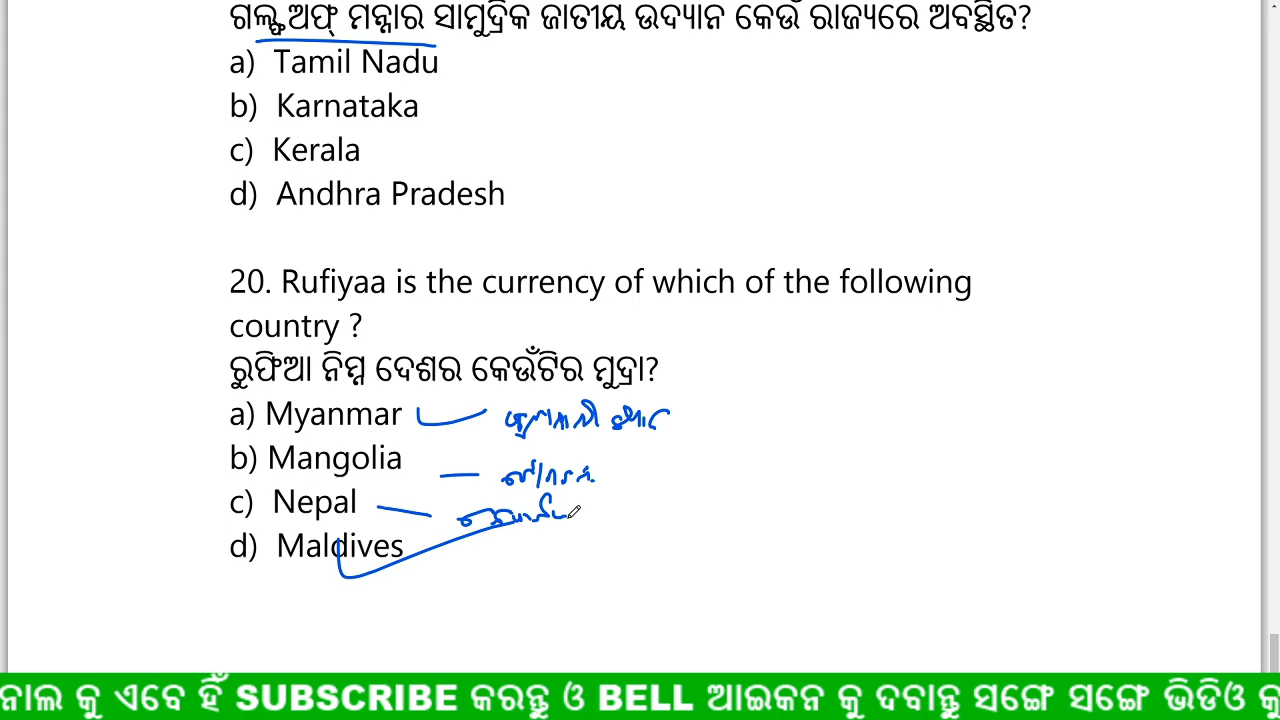 ଗଲ୍ଫ ଅଫ୍ ମନ୍ନାର ସାମୁଦ୍ରିକ ଜାତୀୟ ଉଦ୍ୟାନ କେଉଁ ରାଜ୍ୟରେ ଅବସ୍ଥିତ?
a) Tamil Nadu
b) Karnataka
c) Kerala
d) Andhra Pradesh
20. Rufiyaa is the currency of which of the following
country ?
ରୁଫିଆ ନିମ୍ନ ଦେଶର କେଉଁଟିର ମୁଦ୍ରା?
a) Myanmar
b) Mangolia
c) Nepal
d) Maldives
ନାଲ କୁ ଏବେ ହିଁ SUBSCRIBE କରନ୍ତୁ ଓ BELL ଆଇକନ କୁ ଦବାନ୍ତୁ ସଙ୍ଗେ ସଙ୍ଗେ ଭିଡିଓ କୁ